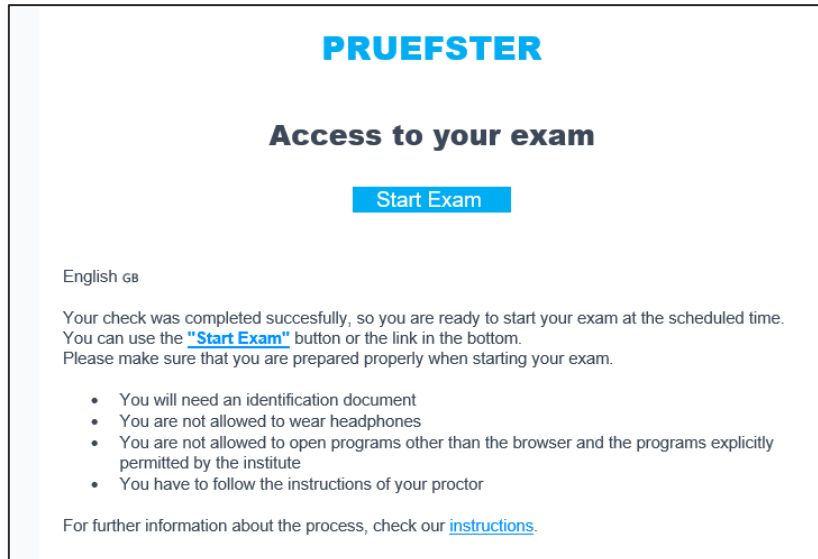 PRUEFSTER
Access to your exam
Start Exam
English GB
Your check was completed succesfully, so you are ready to start your exam at the scheduled time.
You can use the "Start Exam" button or the link in the bottom.
Please make sure that you are prepared properly when starting your exam.
• You will need an identification document
• You are not allowed to wear headphones
• You are not allowed to open programs other than the browser and the programs explicitly
permitted by the institute
• You have to follow the instructions of your proctor
For further information about the process, check our instructions.